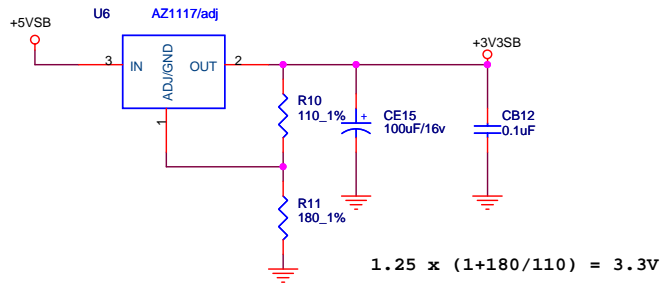 U6 AZ1117/adj
+5VSB
+3V3SB
3 IN OUT 2
ADJ/GND
1
R10
110_1%
CE15
100uF/16v
+
CB12
0.1uF
R11
180_1%
1.25 x (1+180/110) = 3.3V